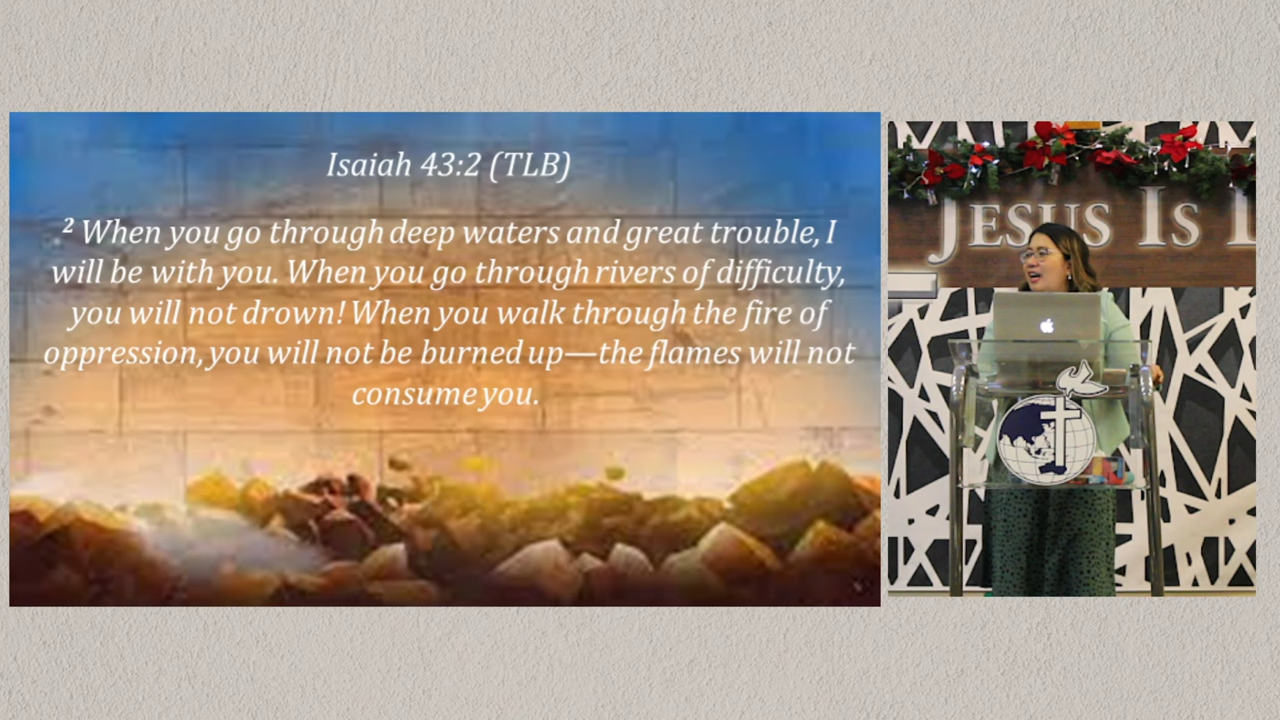 Isaiah 43:2 (TLB)
² When you go through deep waters and great trouble, I
will be with you. When you go through rivers of difficulty,
you will not drown! When you walk through the fire of
oppression, you will not be burned up—the flames will not
consume you.
JESUS IS L